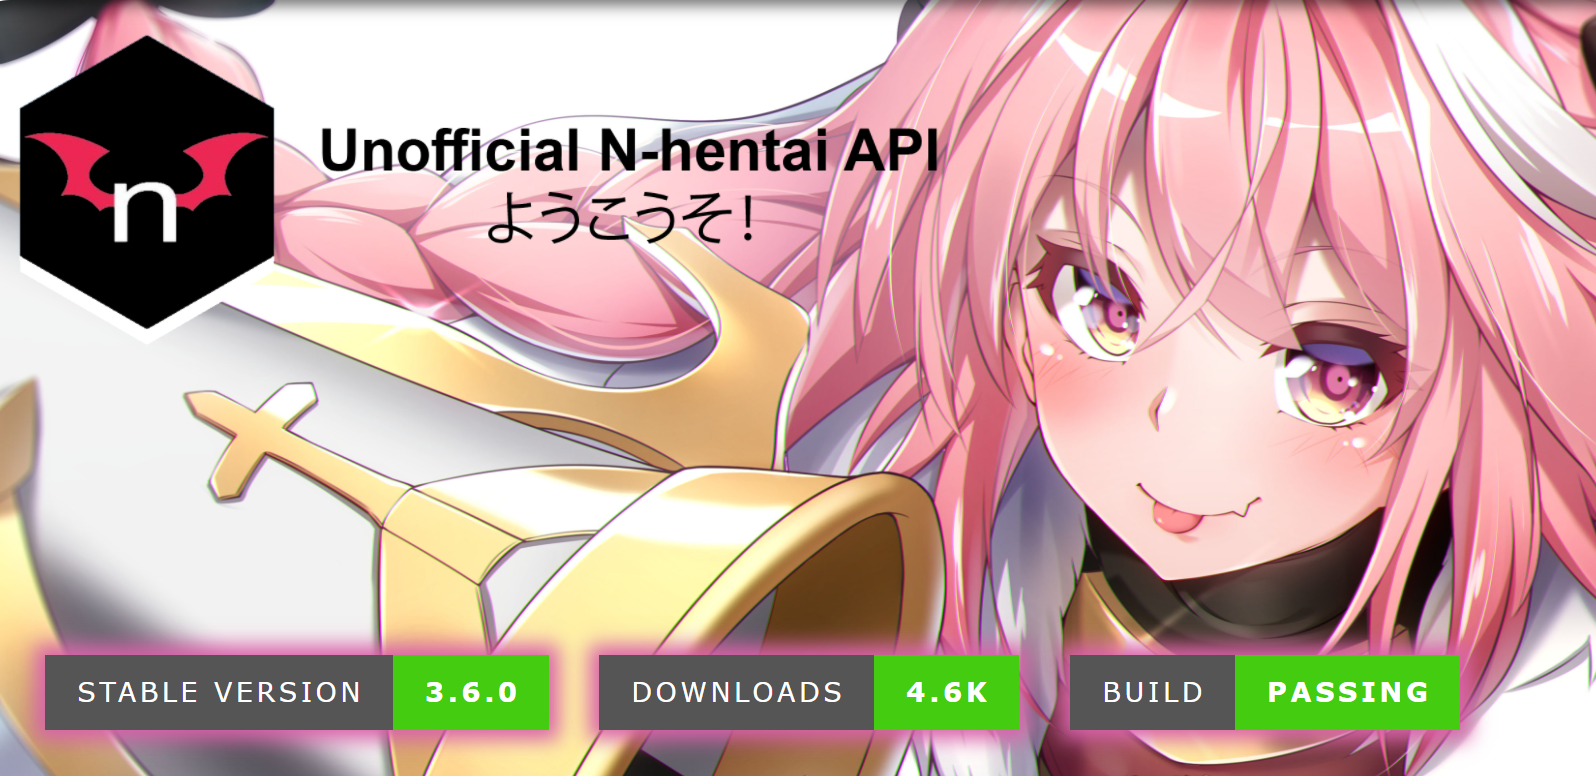 n
Unofficial N-hentai API
ようこうそ!
STABLE VERSION 3.6.0
DOWNLOADS 4.6K
BUILD PASSING